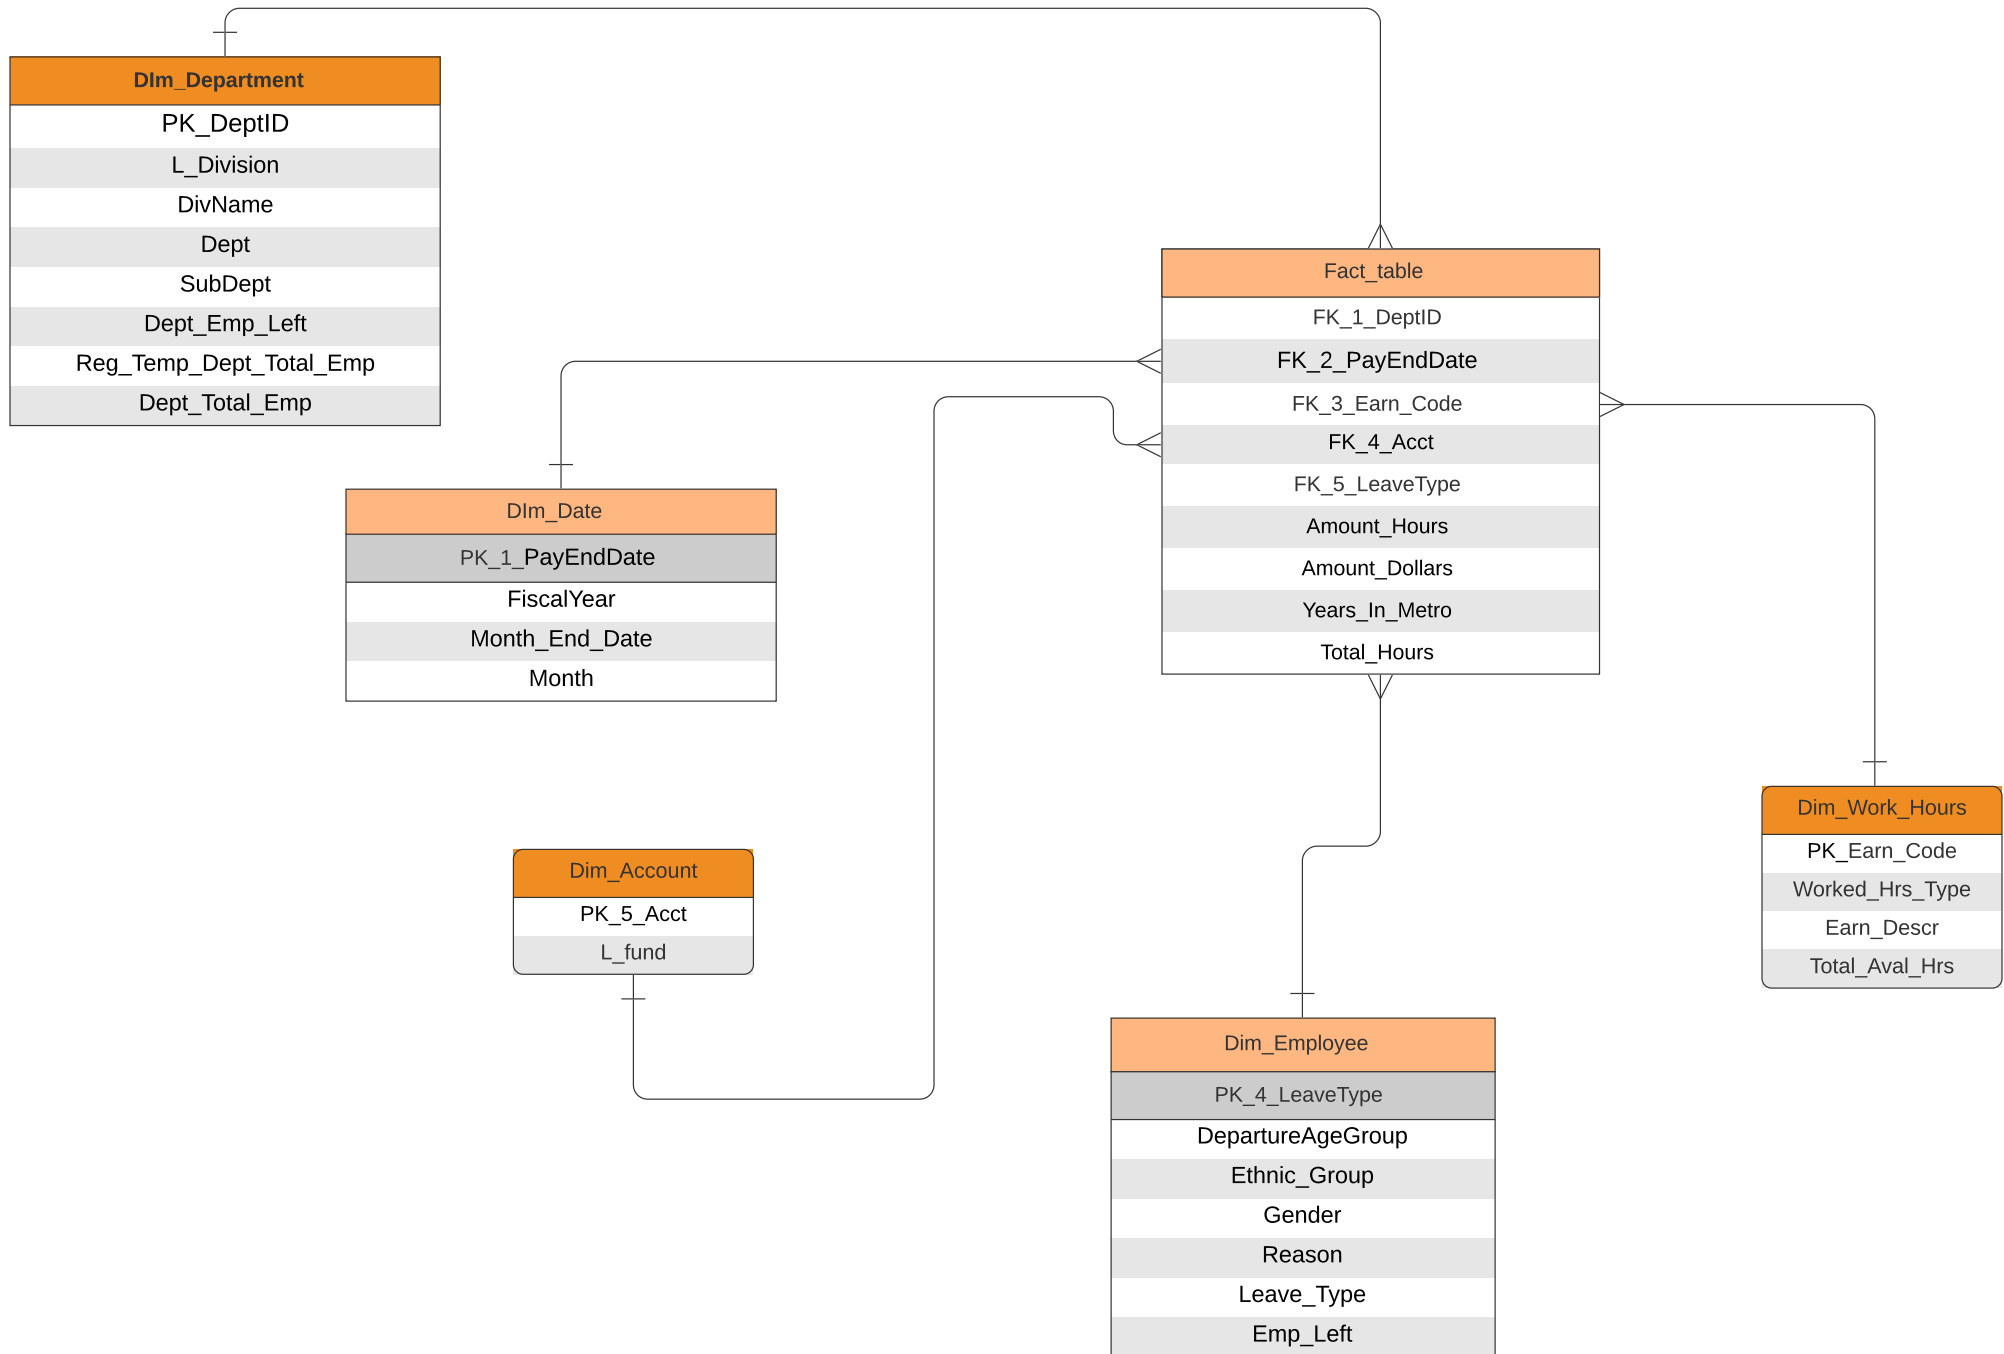 DIm_Department
PK_DeptID
L_Division
DivName
Dept
SubDept
Dept_Emp_Left
Reg_Temp_Dept_Total_Emp
Dept_Total_Emp
Fact_table
FK_1_DeptID
FK_2_PayEndDate
FK_3_Earn_Code
FK_4_Acct
FK_5_LeaveType
Amount_Hours
Amount_Dollars
Years_In_Metro
Total_Hours
DIm_Date
PK_1_PayEndDate
FiscalYear
Month_End_Date
Month
Dim_Account
PK_5_Acct
L_fund
Dim_Work_Hours
PK_Earn_Code
Worked_Hrs_Type
Earn_Descr
Total_Aval_Hrs
Dim_Employee
PK_4_LeaveType
DepartureAgeGroup
Ethnic_Group
Gender
Reason
Leave_Type
Emp_Left